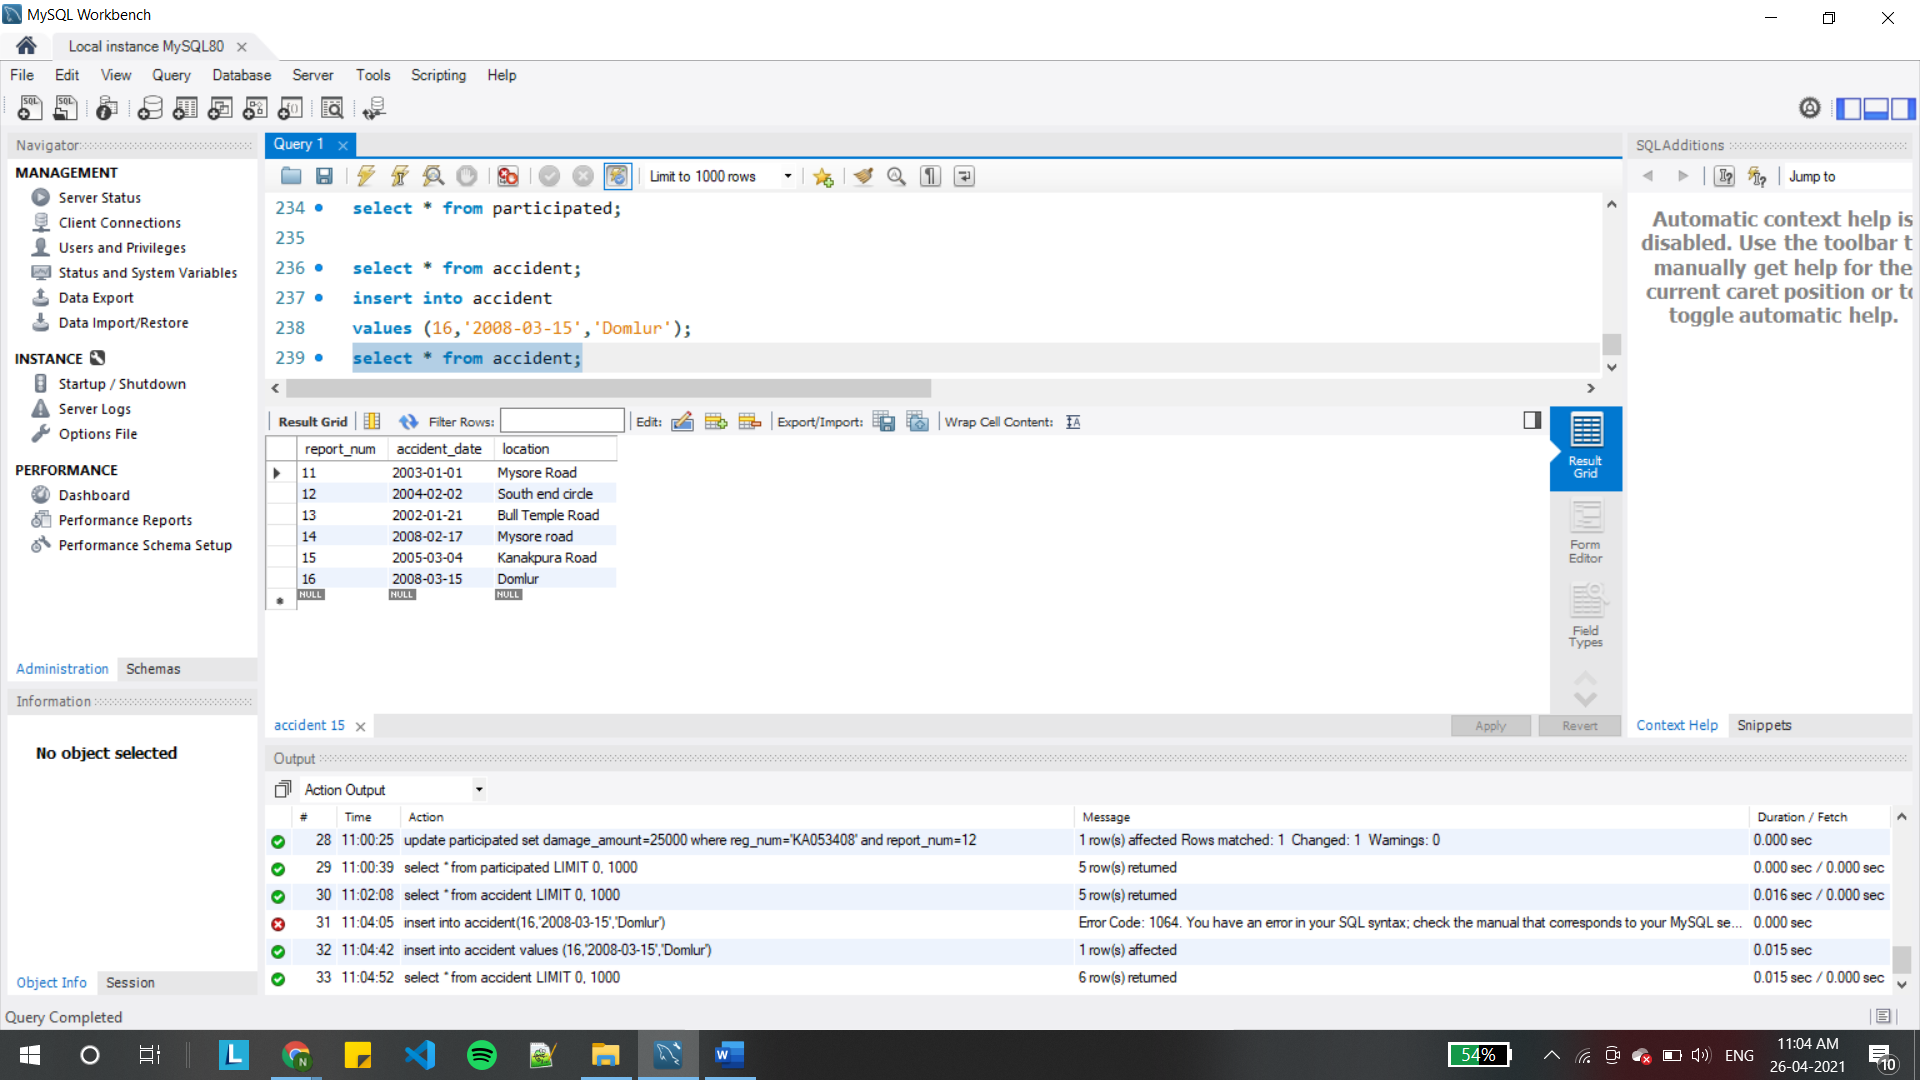 MySQL Workbench
Local instance MySQL80
File Edit View Query Database Server Tools Scripting Help
Navigator
MANAGEMENT
Server Status
Client Connections
Users and Privileges
Status and System Variables
Data Export
Data Import/Restore
INSTANCE
Startup / Shutdown
Server Logs
Options File
PERFORMANCE
Dashboard
Performance Reports
Performance Schema Setup
Administration Schemas
Information
No object selected
Object Info Session
Query 1
Limit to 1000 rows
234 select * from participated;
235
236 select * from accident;
237 insert into accident
238 values (16,'2008-03-15','Domlur');
239 select * from accident;
Result Grid Filter Rows: Edit: Export/Import: Wrap Cell Content:
report_num accident_date location
11 2003-01-01 Mysore Road
12 2004-02-02 South end circle
13 2002-01-21 Bull Temple Road
14 2008-02-17 Mysore road
15 2005-03-04 Kanakpura Road
16 2008-03-15 Domlur
NULL NULL NULL
Result
Grid
Form
Editor
Field
Types
accident 15
Apply Revert
SQLAdditions
Jump to
Automatic context help is
disabled. Use the toolbar t
manually get help for the
current caret position or to
toggle automatic help.
Context Help Snippets
Output
Action Output
# Time Action Message Duration / Fetch
28 11:00:25 update participated set damage_amount=25000 where reg_num='KA053408' and report_num=12 1 row(s) affected Rows matched: 1 Changed: 1 Warnings: 0 0.000 sec
29 11:00:39 select * from participated LIMIT 0, 1000 5 row(s) returned 0.000 sec / 0.000 sec
30 11:02:08 select * from accident LIMIT 0, 1000 5 row(s) returned 0.016 sec / 0.000 sec
31 11:04:05 insert into accident(16,'2008-03-15','Domlur') Error Code: 1064. You have an error in your SQL syntax; check the manual that corresponds to your MySQL se... 0.000 sec
32 11:04:42 insert into accident values (16,'2008-03-15','Domlur') 1 row(s) affected 0.015 sec
33 11:04:52 select * from accident LIMIT 0, 1000 6 row(s) returned 0.015 sec / 0.000 sec
Query Completed
54%
ENG
11:04 AM
26-04-2021
10